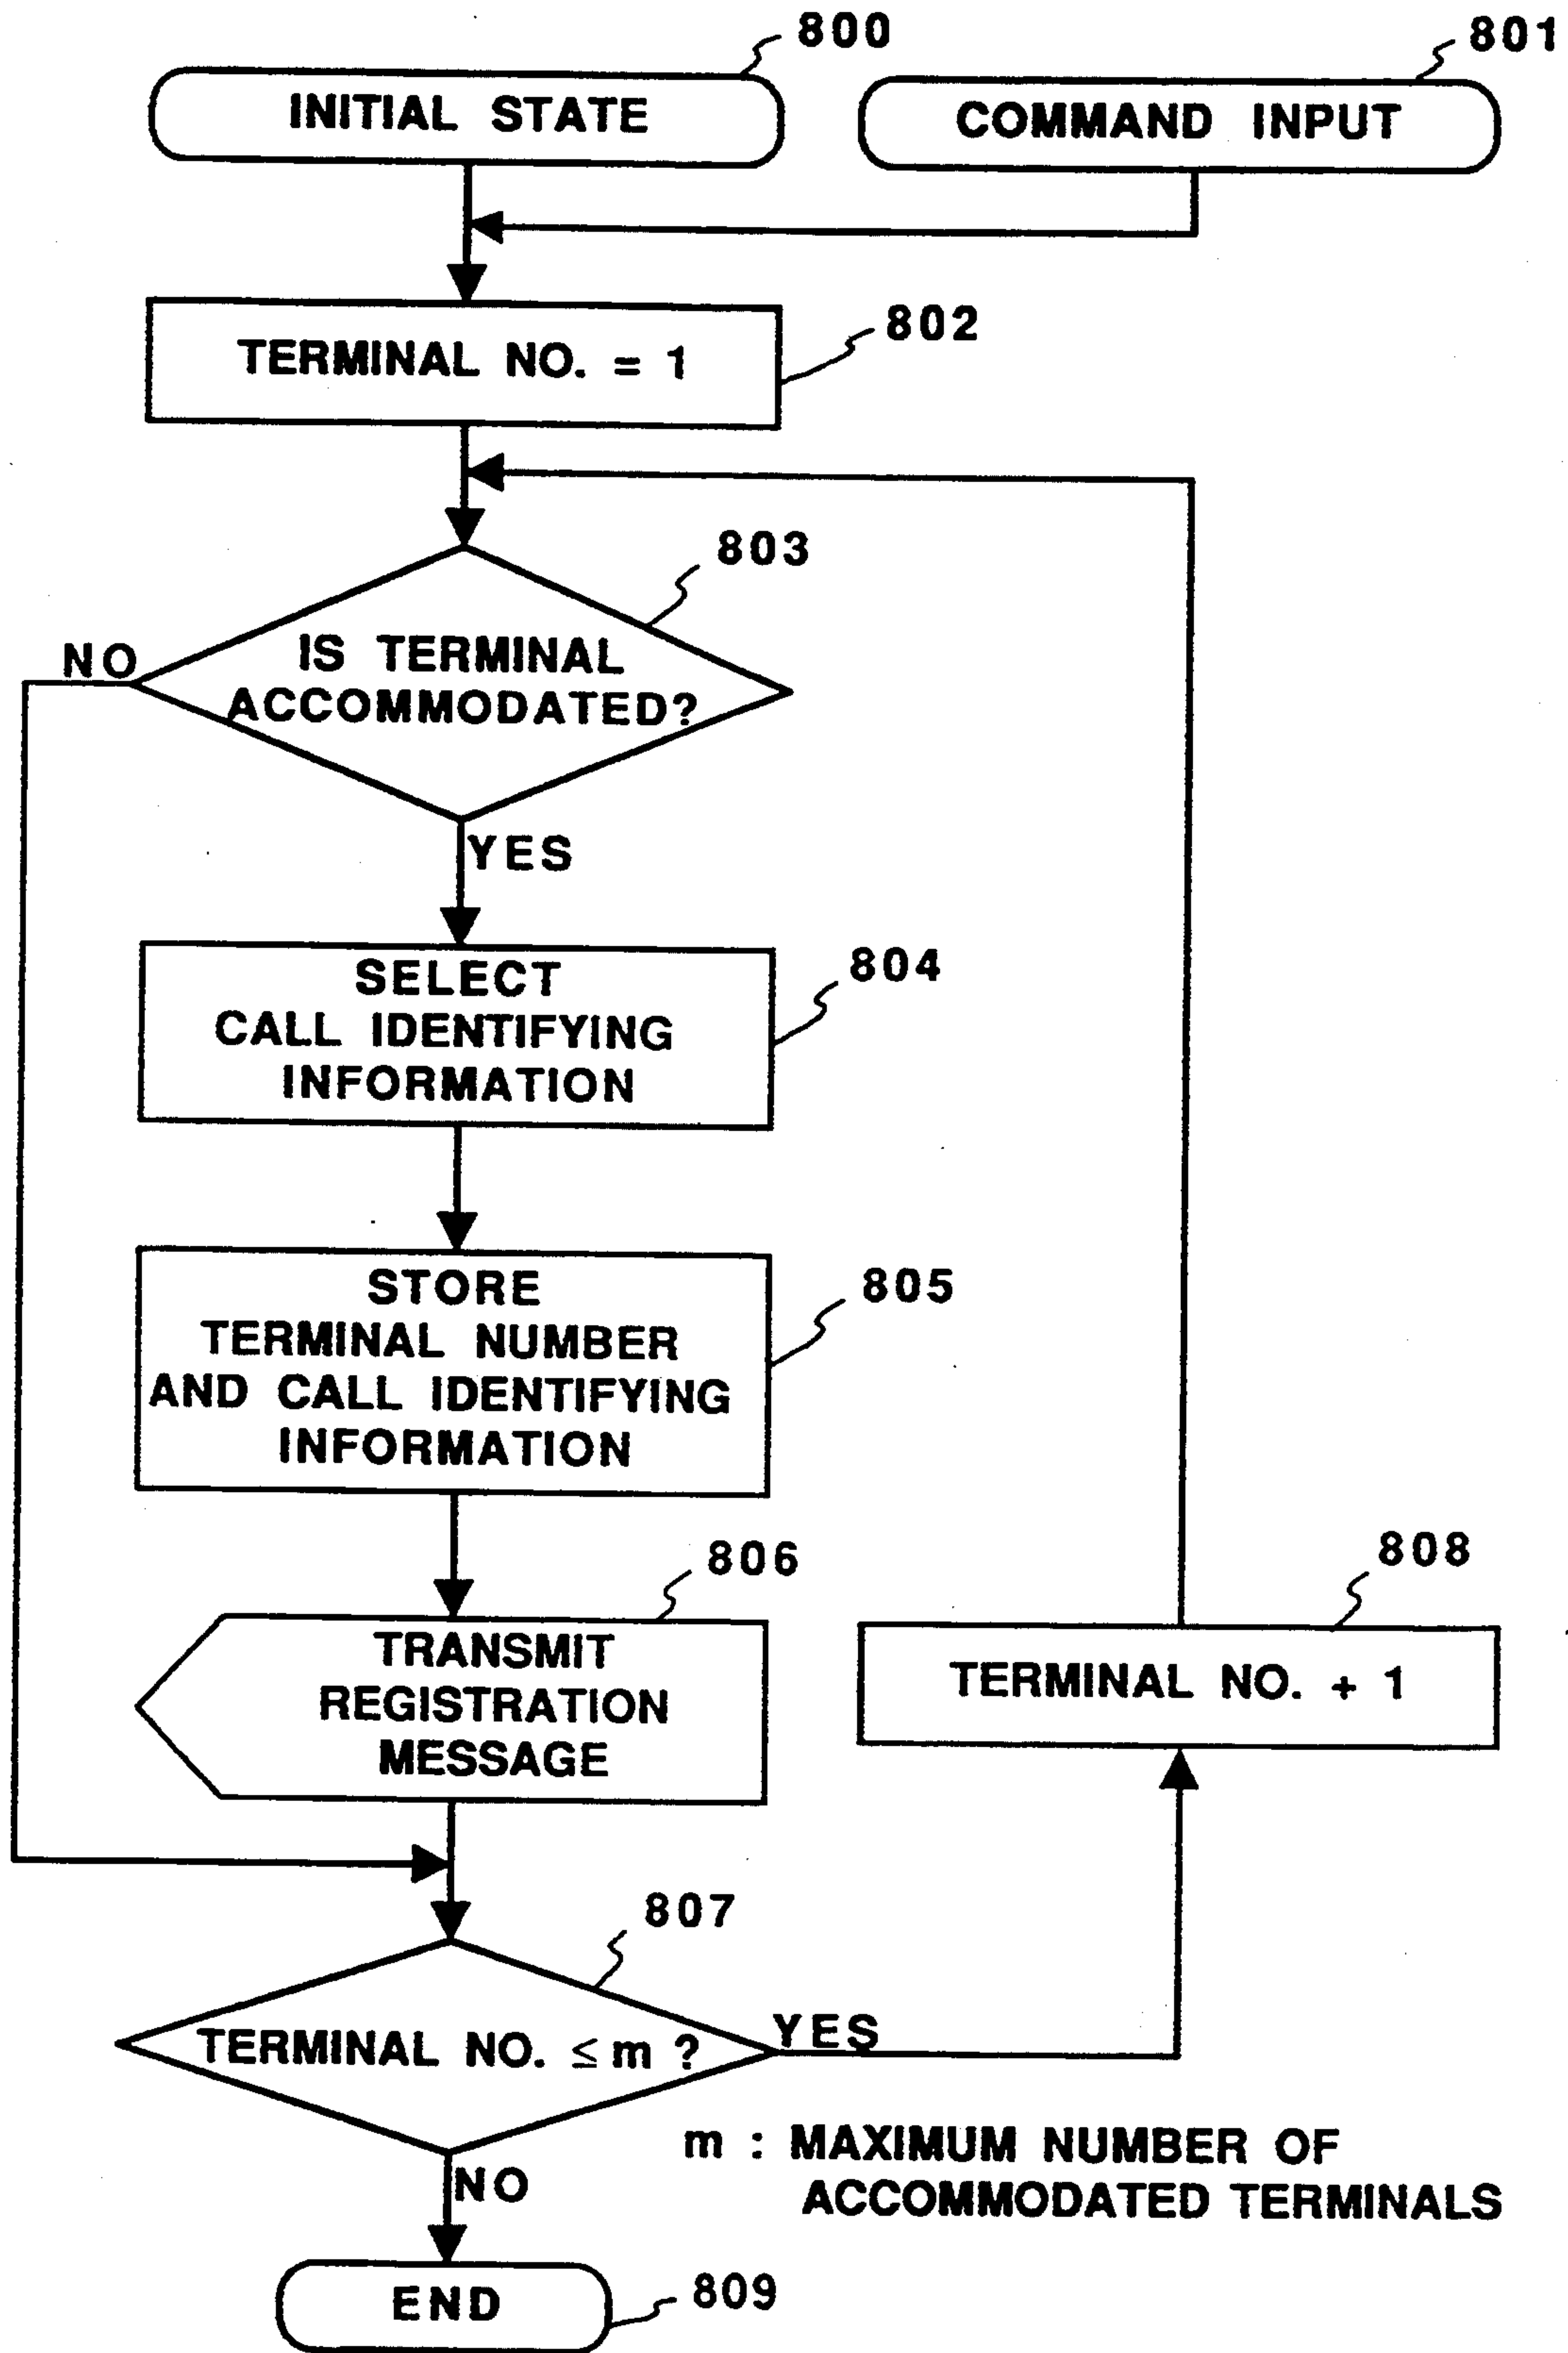 800
801
INITIAL STATE
COMMAND INPUT
802
TERMINAL NO. = 1
803
NO
IS TERMINAL
ACCOMMODATED?
YES
804
SELECT
CALL IDENTIFYING
INFORMATION
805
STORE
TERMINAL NUMBER
AND CALL IDENTIFYING
INFORMATION
806
808
TRANSMIT
REGISTRATION
MESSAGE
TERMINAL NO. + 1
807
TERMINAL NO. ≤ m ?
YES
m : MAXIMUM NUMBER OF
ACCOMMODATED TERMINALS
NO
END
809